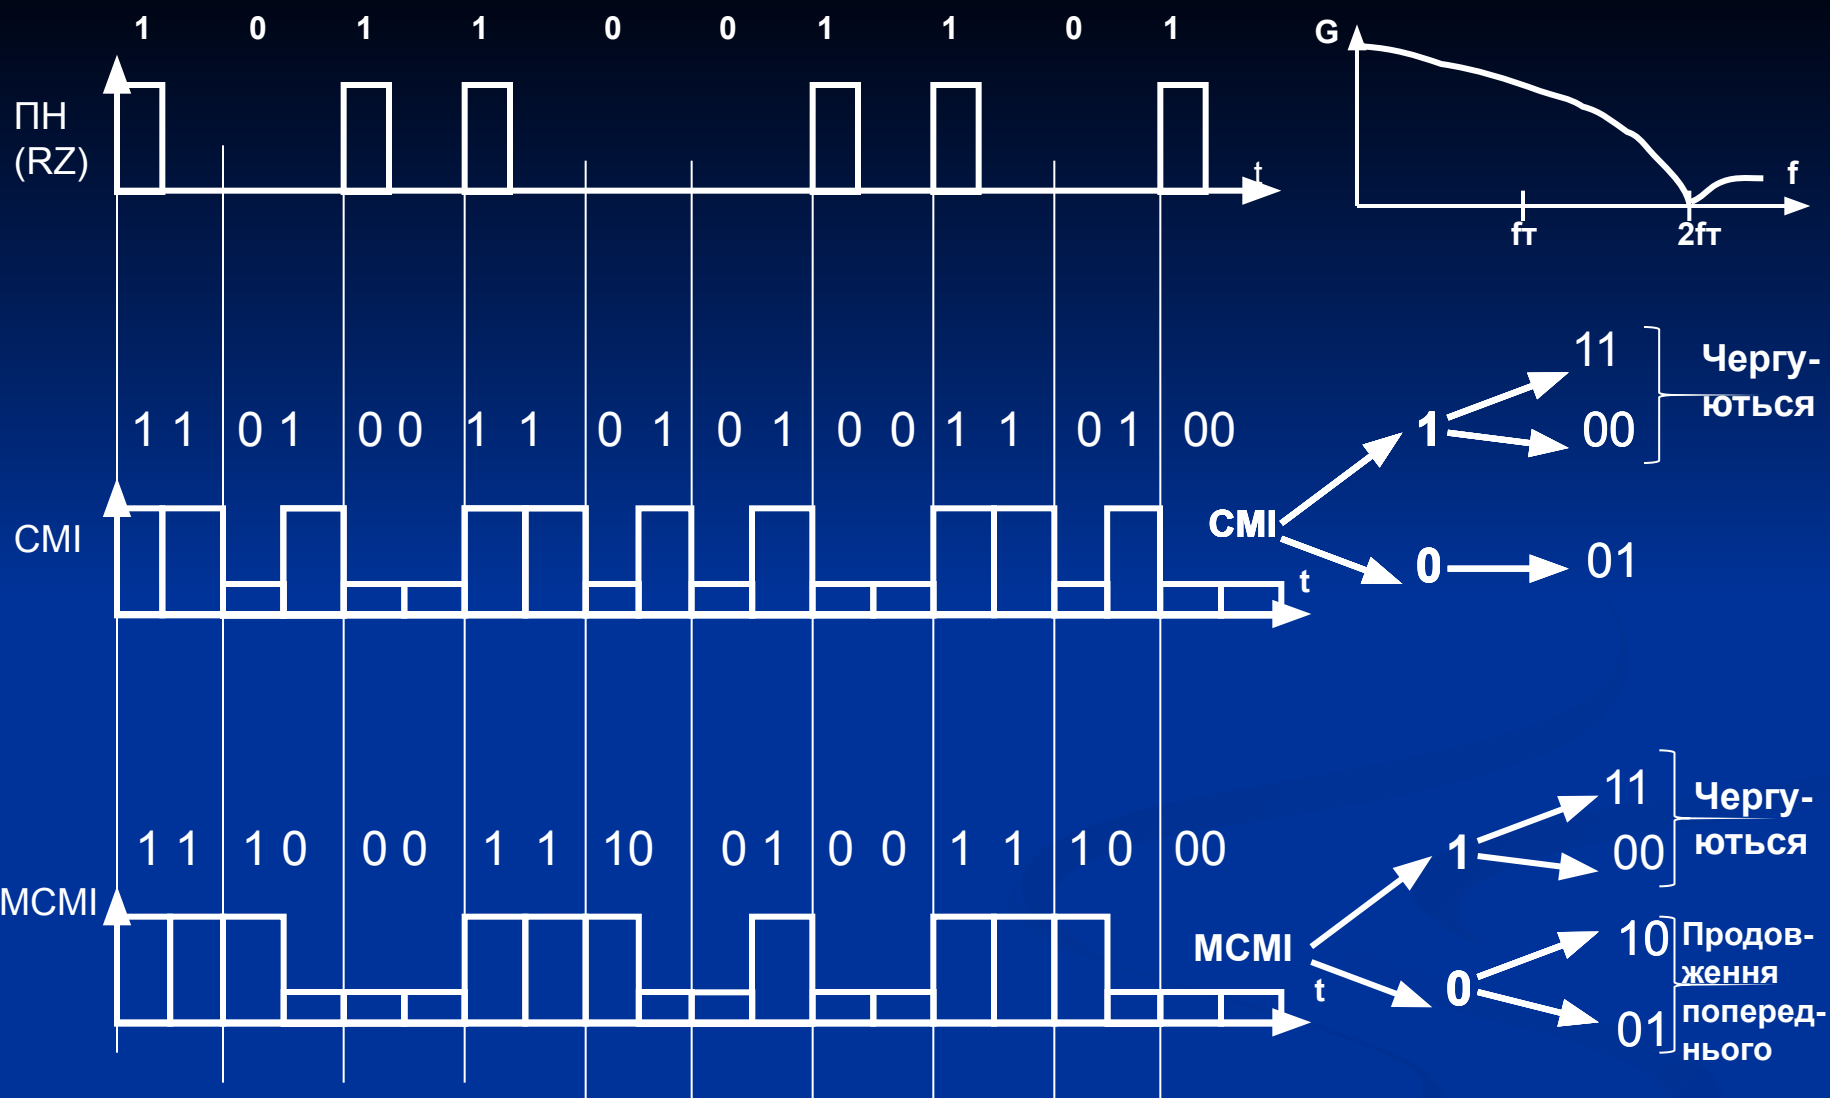 1 0 1 1 0 0 1 1 0 1
G
ПН
(RZ)
t
f
fт
2fт
11
Чергу-
ються
00
1 1 0 1 0 0 1 1 0 1 0 1 0 0 1 1 0 1 00
1
CMI
CMI
0
01
t
11
Чергу-
ються
00
1 1 1 0 0 0 1 1 10 0 1 0 0 1 1 1 0 00
1
MCMI
MCMI
10
Продов-
ження
0
t
поперед-
нього
01